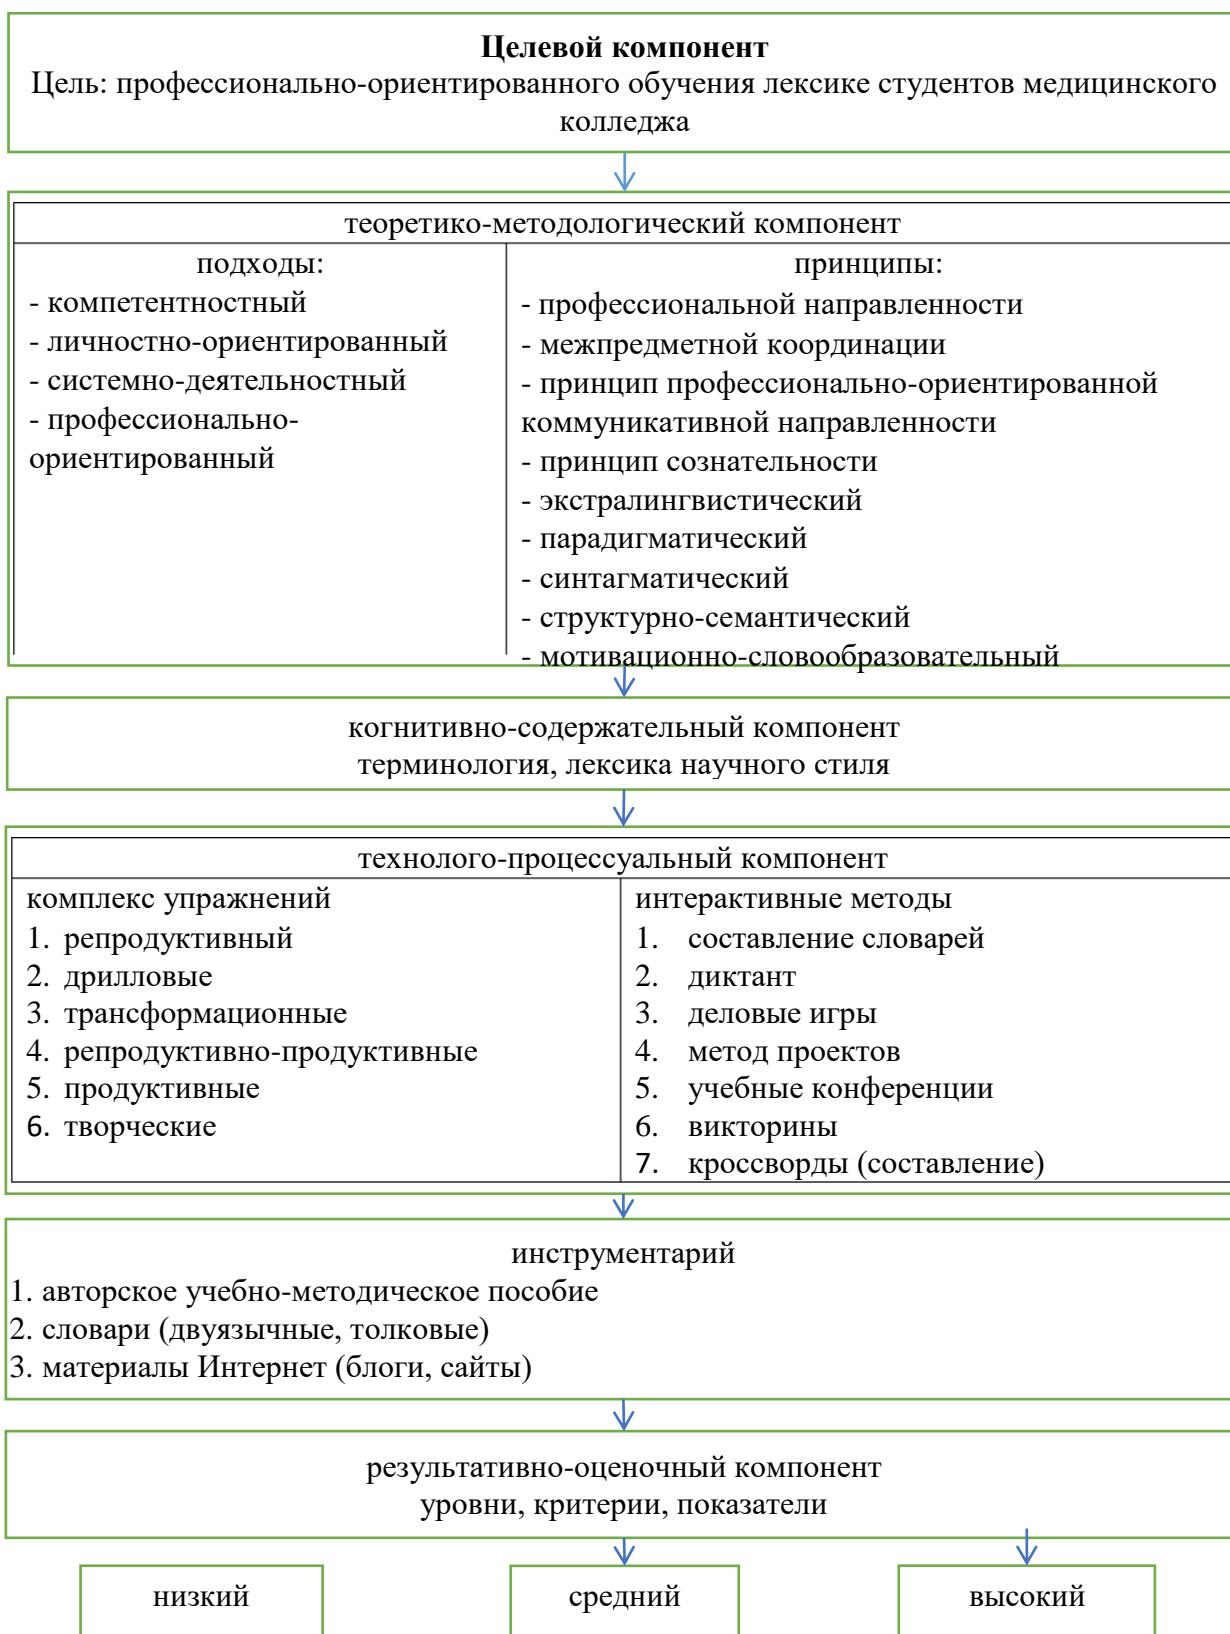 Целевой компонент
Цель: профессионально-ориентированного обучения лексике студентов медицинского
колледжа
теоретико-методологический компонент
подходы:
- компетентностный
- личностно-ориентированный
- системно-деятельностный
- профессионально-
ориентированный
принципы:
- профессиональной направленности
- межпредметной координации
- принцип профессионально-ориентированной
коммуникативной направленности
- принцип сознательности
- экстралингвистический
- парадигматический
- синтагматический
- структурно-семантический
- мотивационно-словообразовательный
когнитивно-содержательный компонент
терминология, лексика научного стиля
технолого-процессуальный компонент
комплекс упражнений
1. репродуктивный
2. дрилловые
3. трансформационные
4. репродуктивно-продуктивные
5. продуктивные
6. творческие
интерактивные методы
1. составление словарей
2. диктант
3. деловые игры
4. метод проектов
5. учебные конференции
6. викторины
7. кроссворды (составление)
инструментарий
1. авторское учебно-методическое пособие
2. словари (двуязычные, толковые)
3. материалы Интернет (блоги, сайты)
результативно-оценочный компонент
уровни, критерии, показатели
низкий
средний
высокий